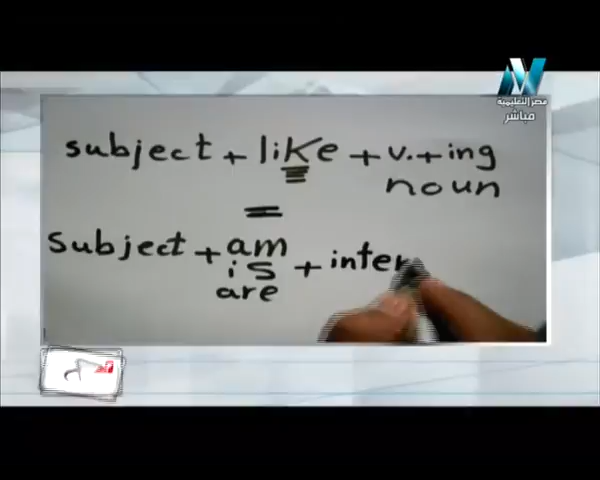 مصر التعليمية
مباشر
subject + like + v.+ing
noun
=
subject + am
is + inter
are